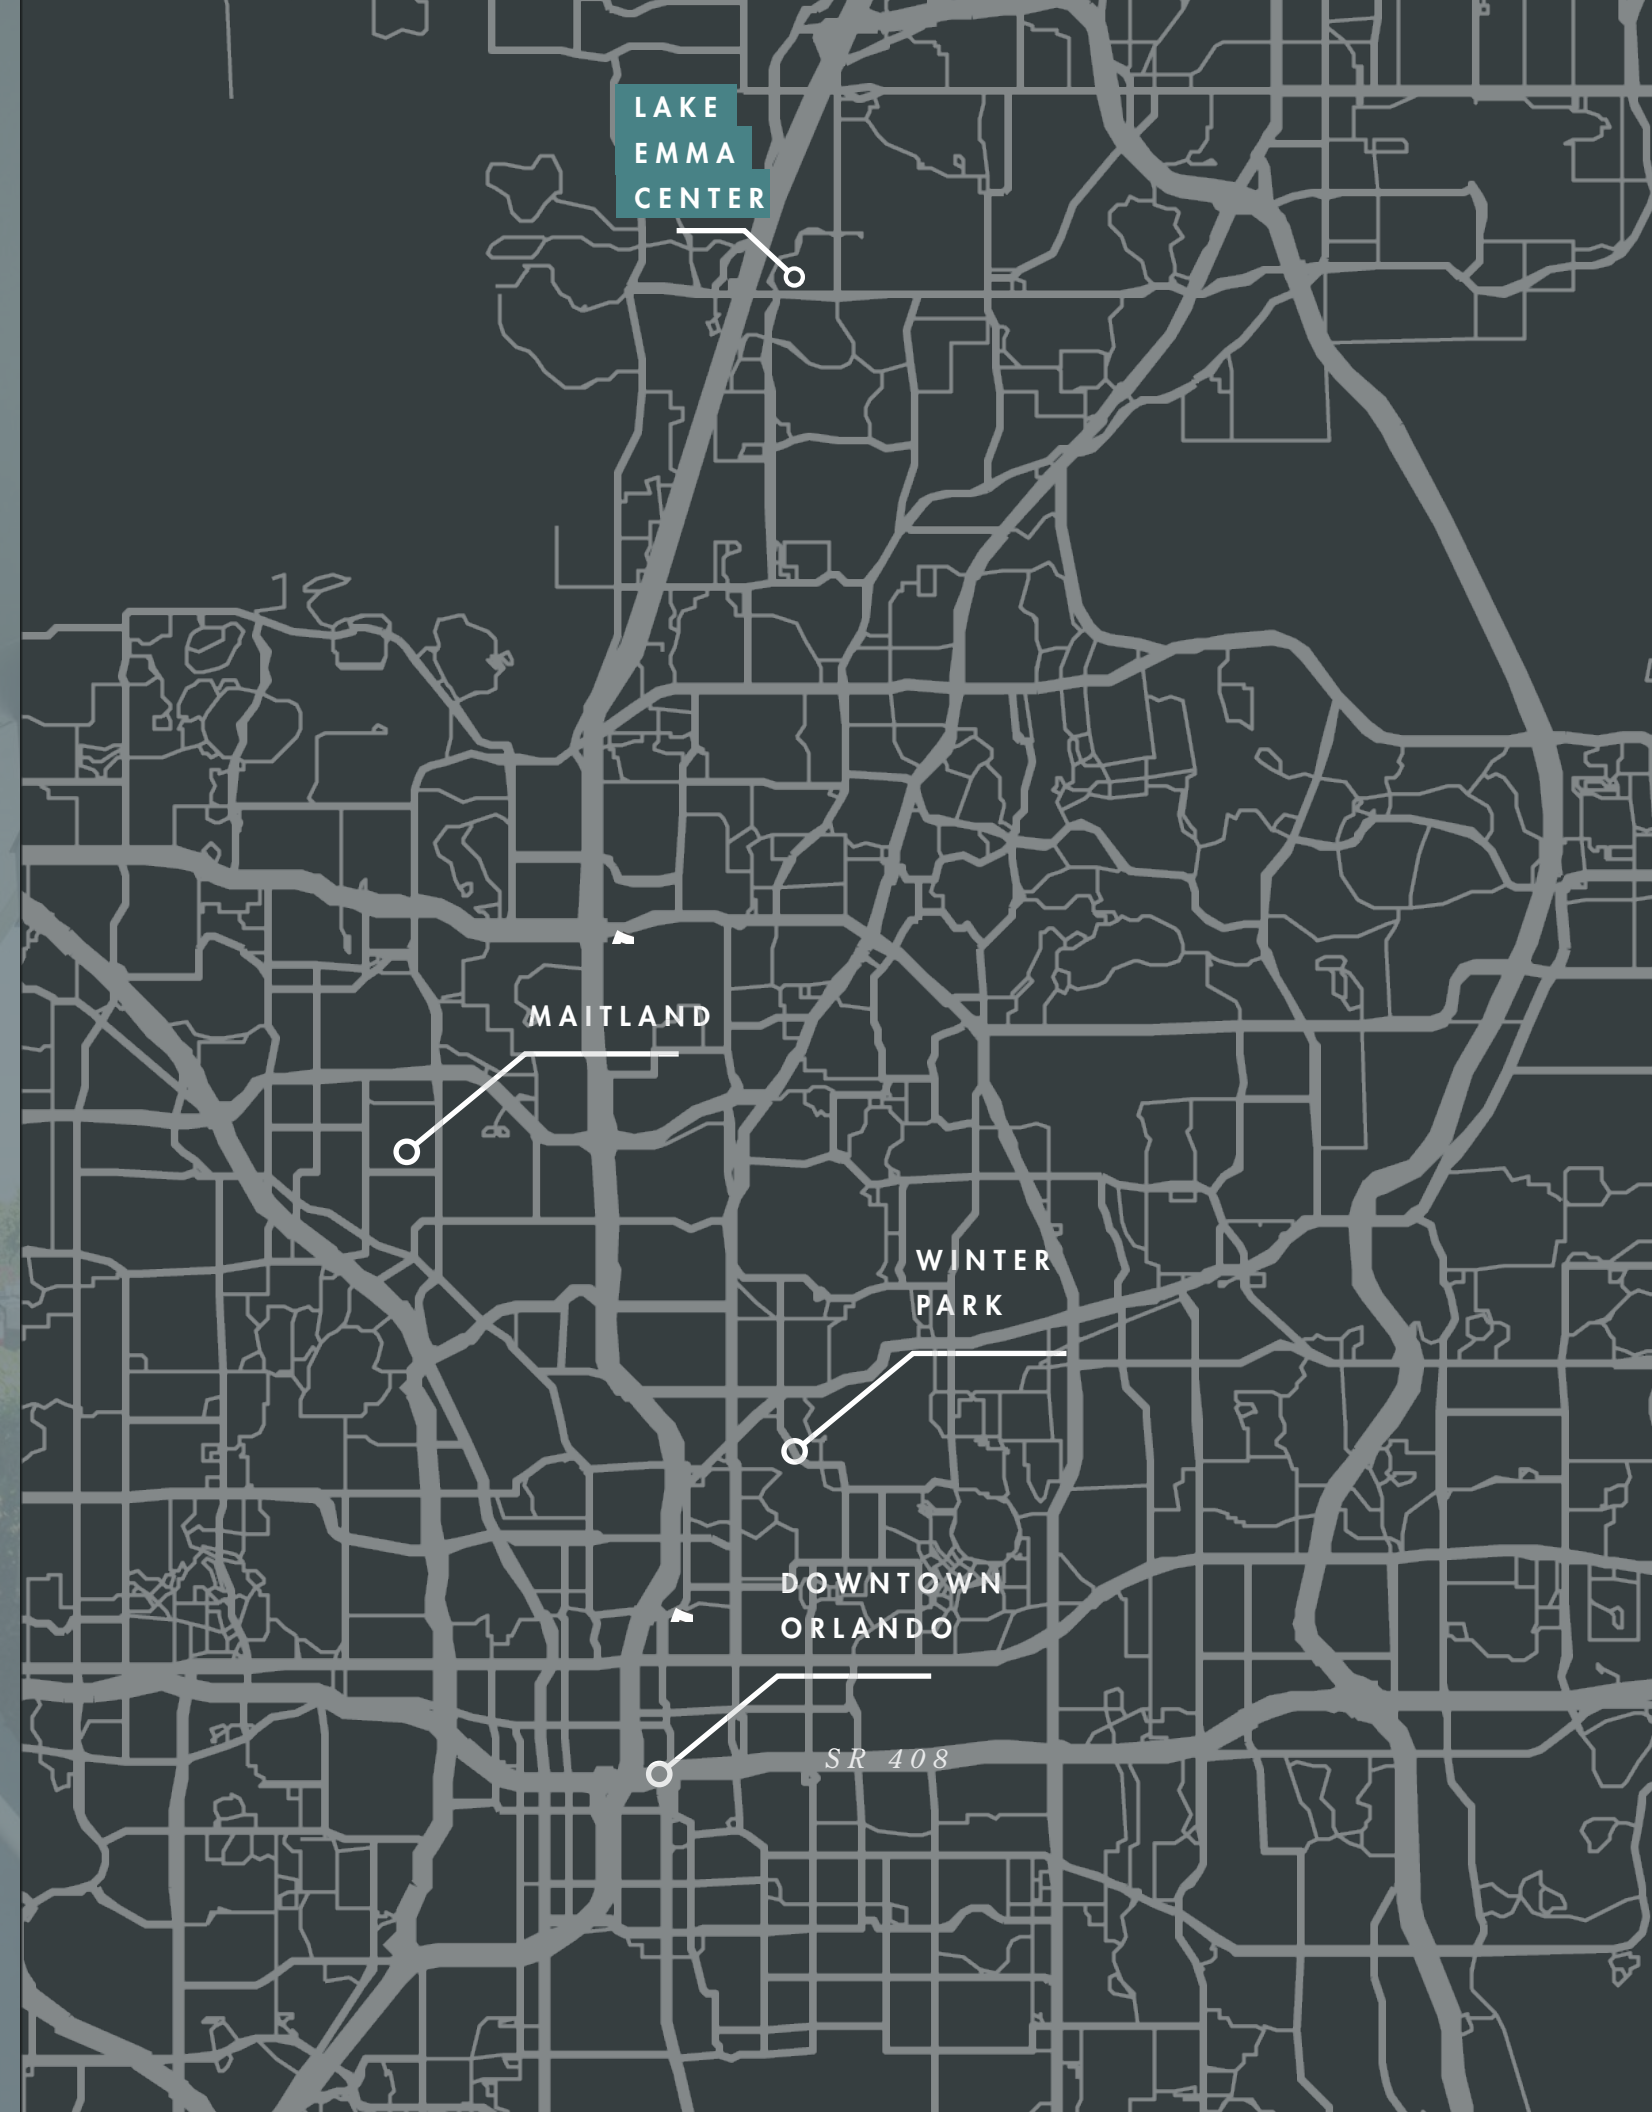 LAKE
EMMA
CENTER
MAITLAND
WINTER
PARK
DOWNTOWN
ORLANDO
SR 408